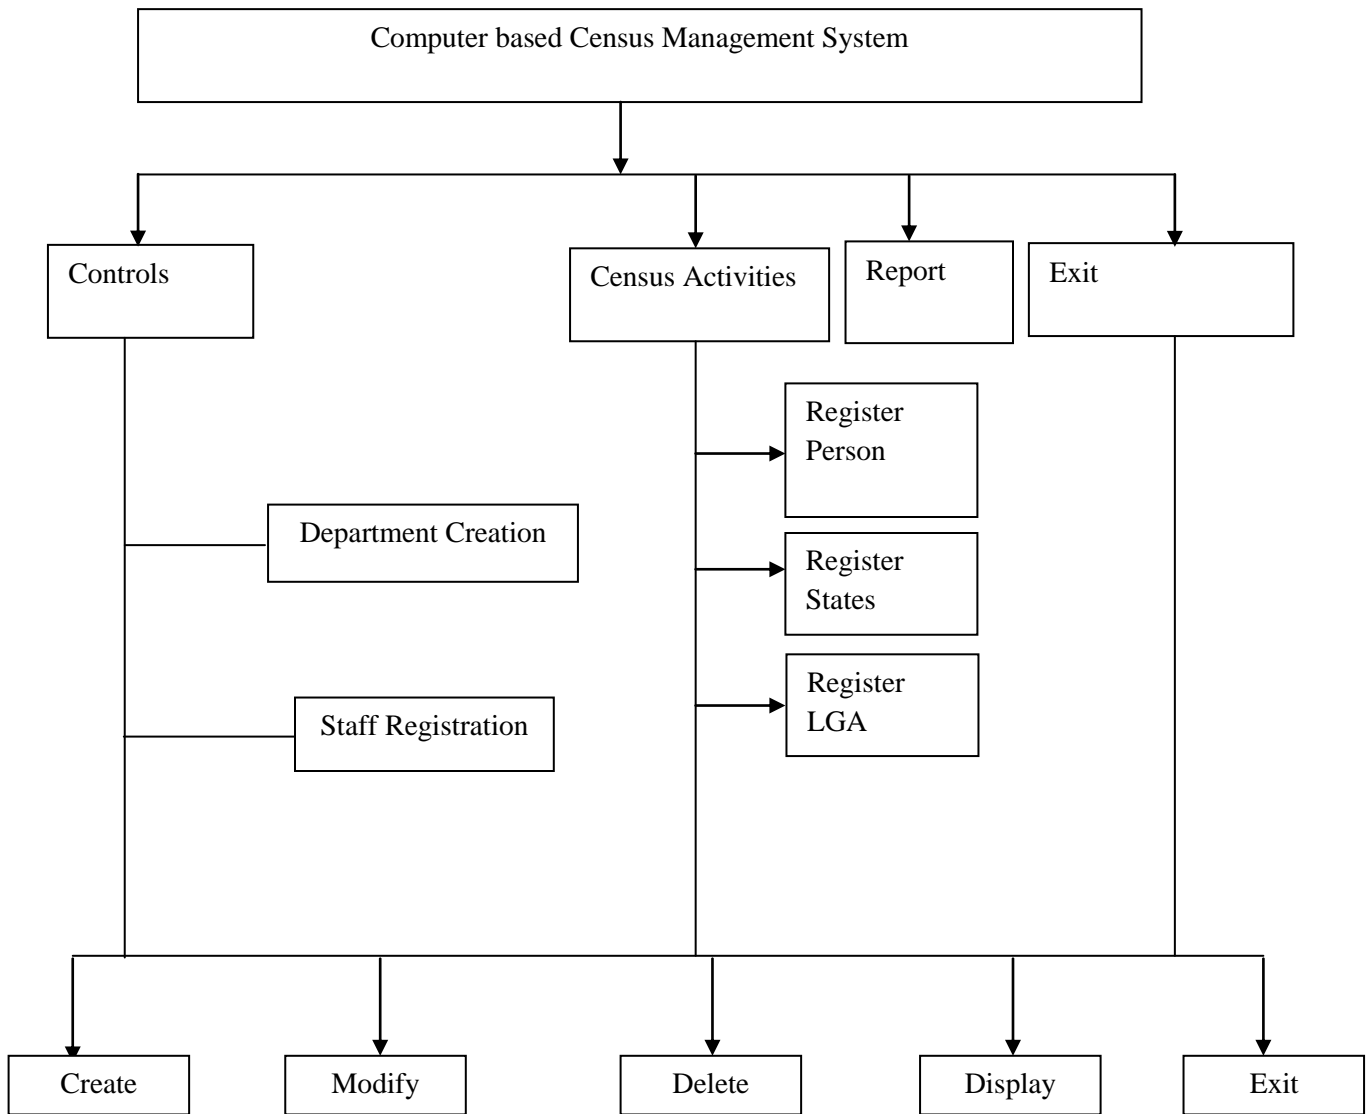 Computer based Census Management System
Controls
Census Activities
Report
Exit
Register
Person
Department Creation
Register
States
Register
LGA
Staff Registration
Create
Modify
Delete
Display
Exit